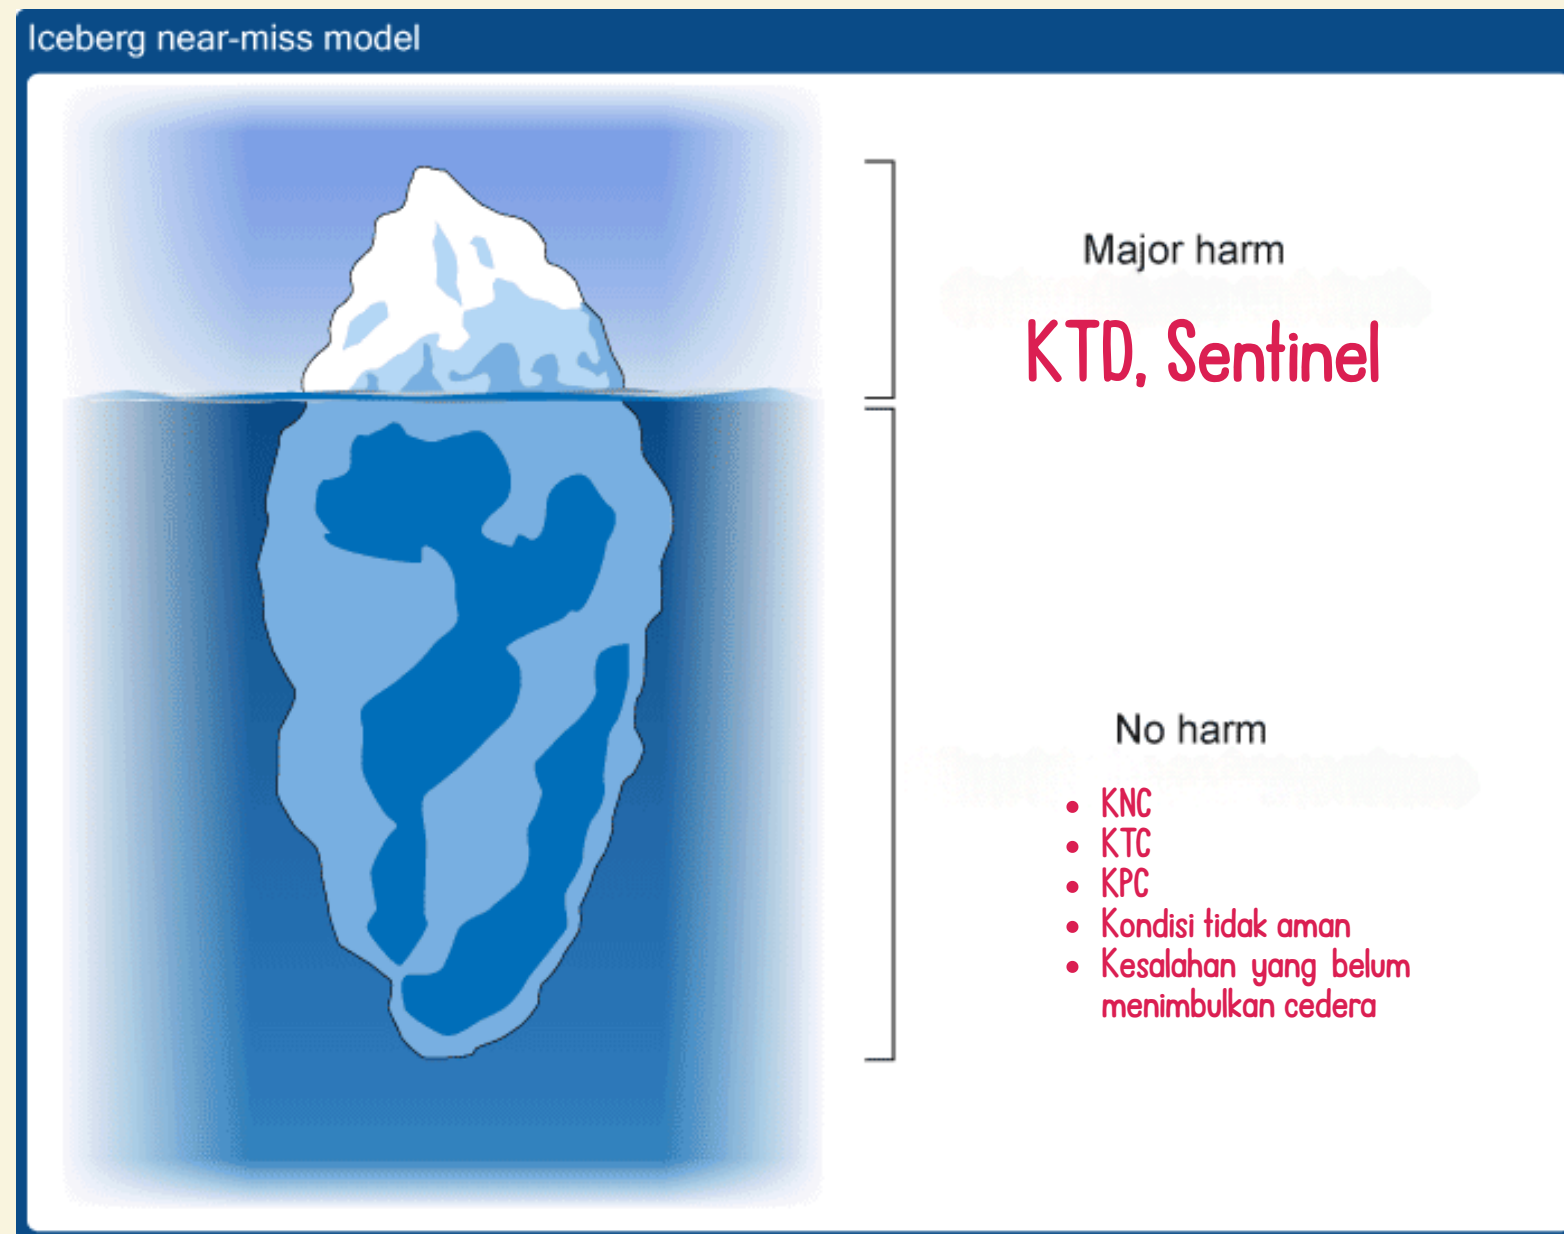 Iceberg near-miss model
Major harm
KTD, Sentinel
No harm
• KNC
• KTC
• KPC
• Kondisi tidak aman
• Kesalahan yang belum
menimbulkan cedera